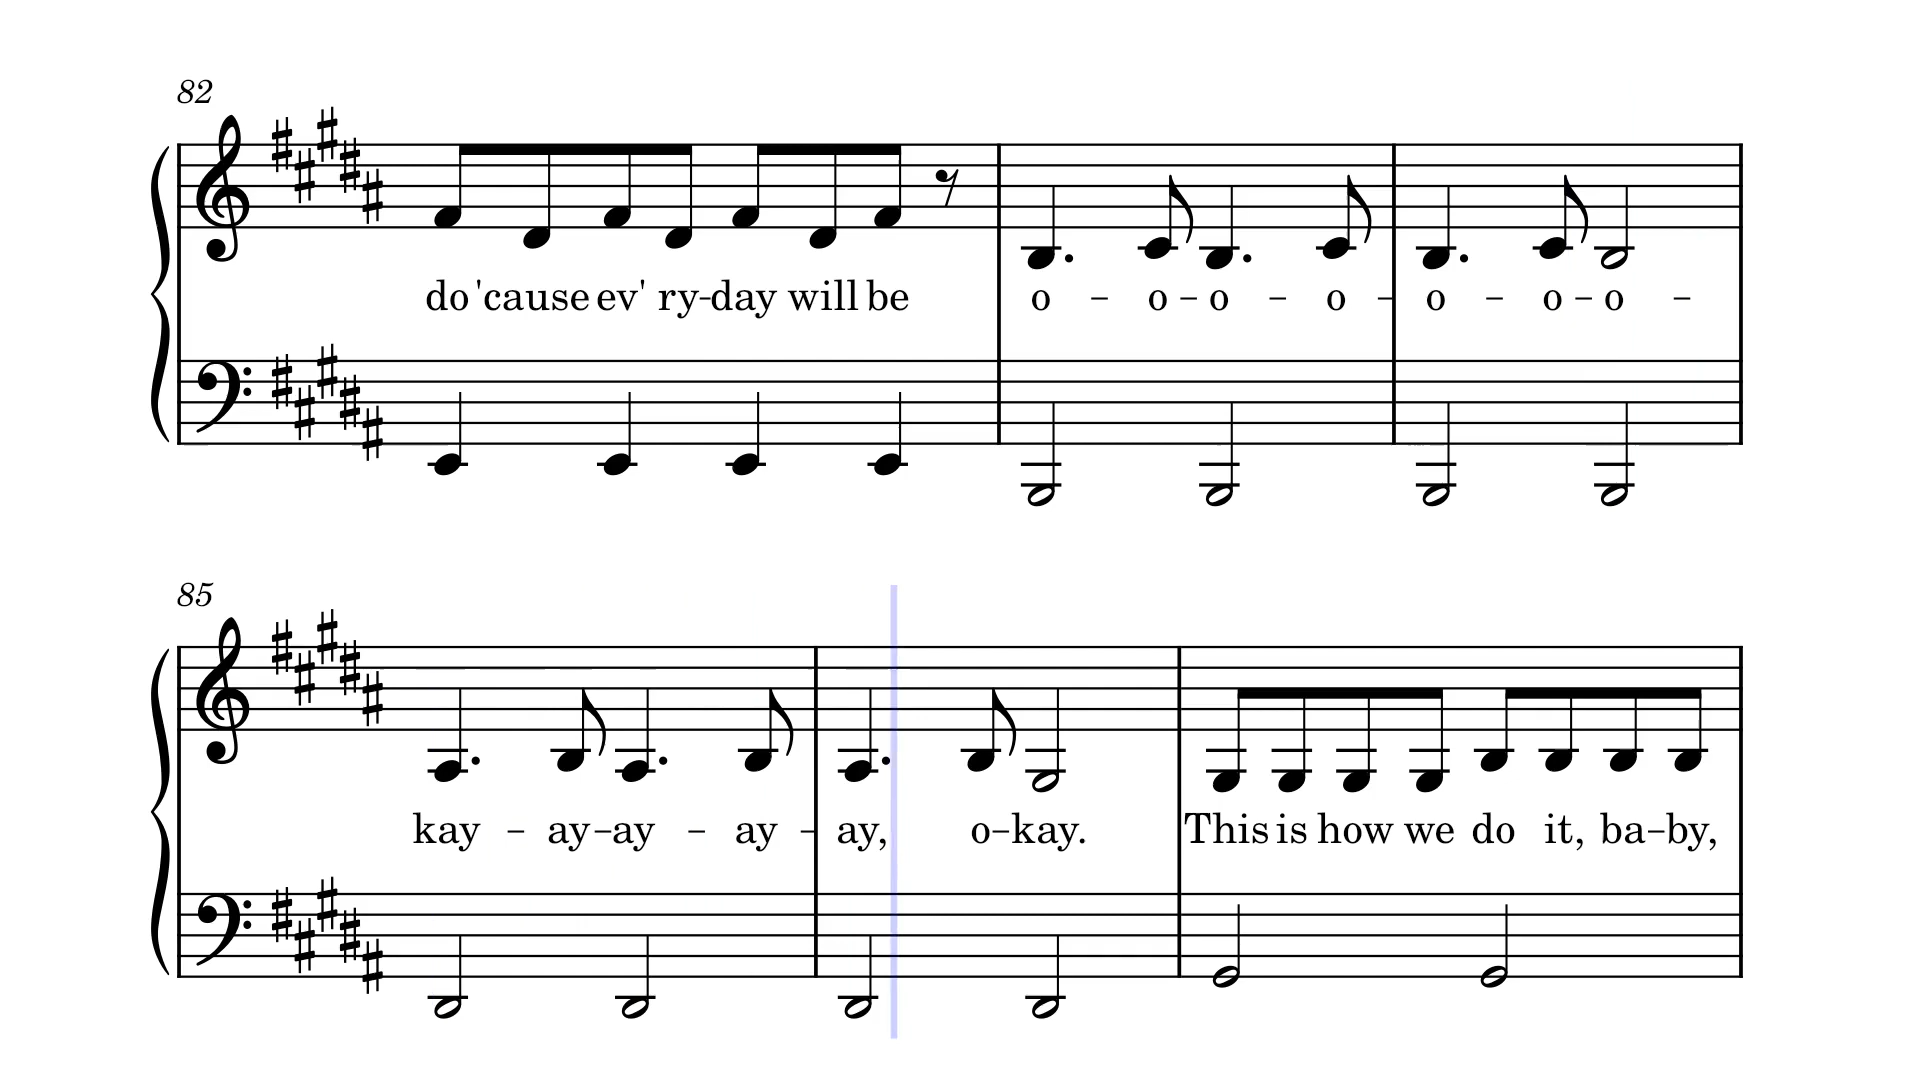 82
do 'cause ev' ry-day will be o - o - o - o - o - o - o -
85
kay - ay - ay - ay - ay, o-kay. This is how we do it, ba-by,